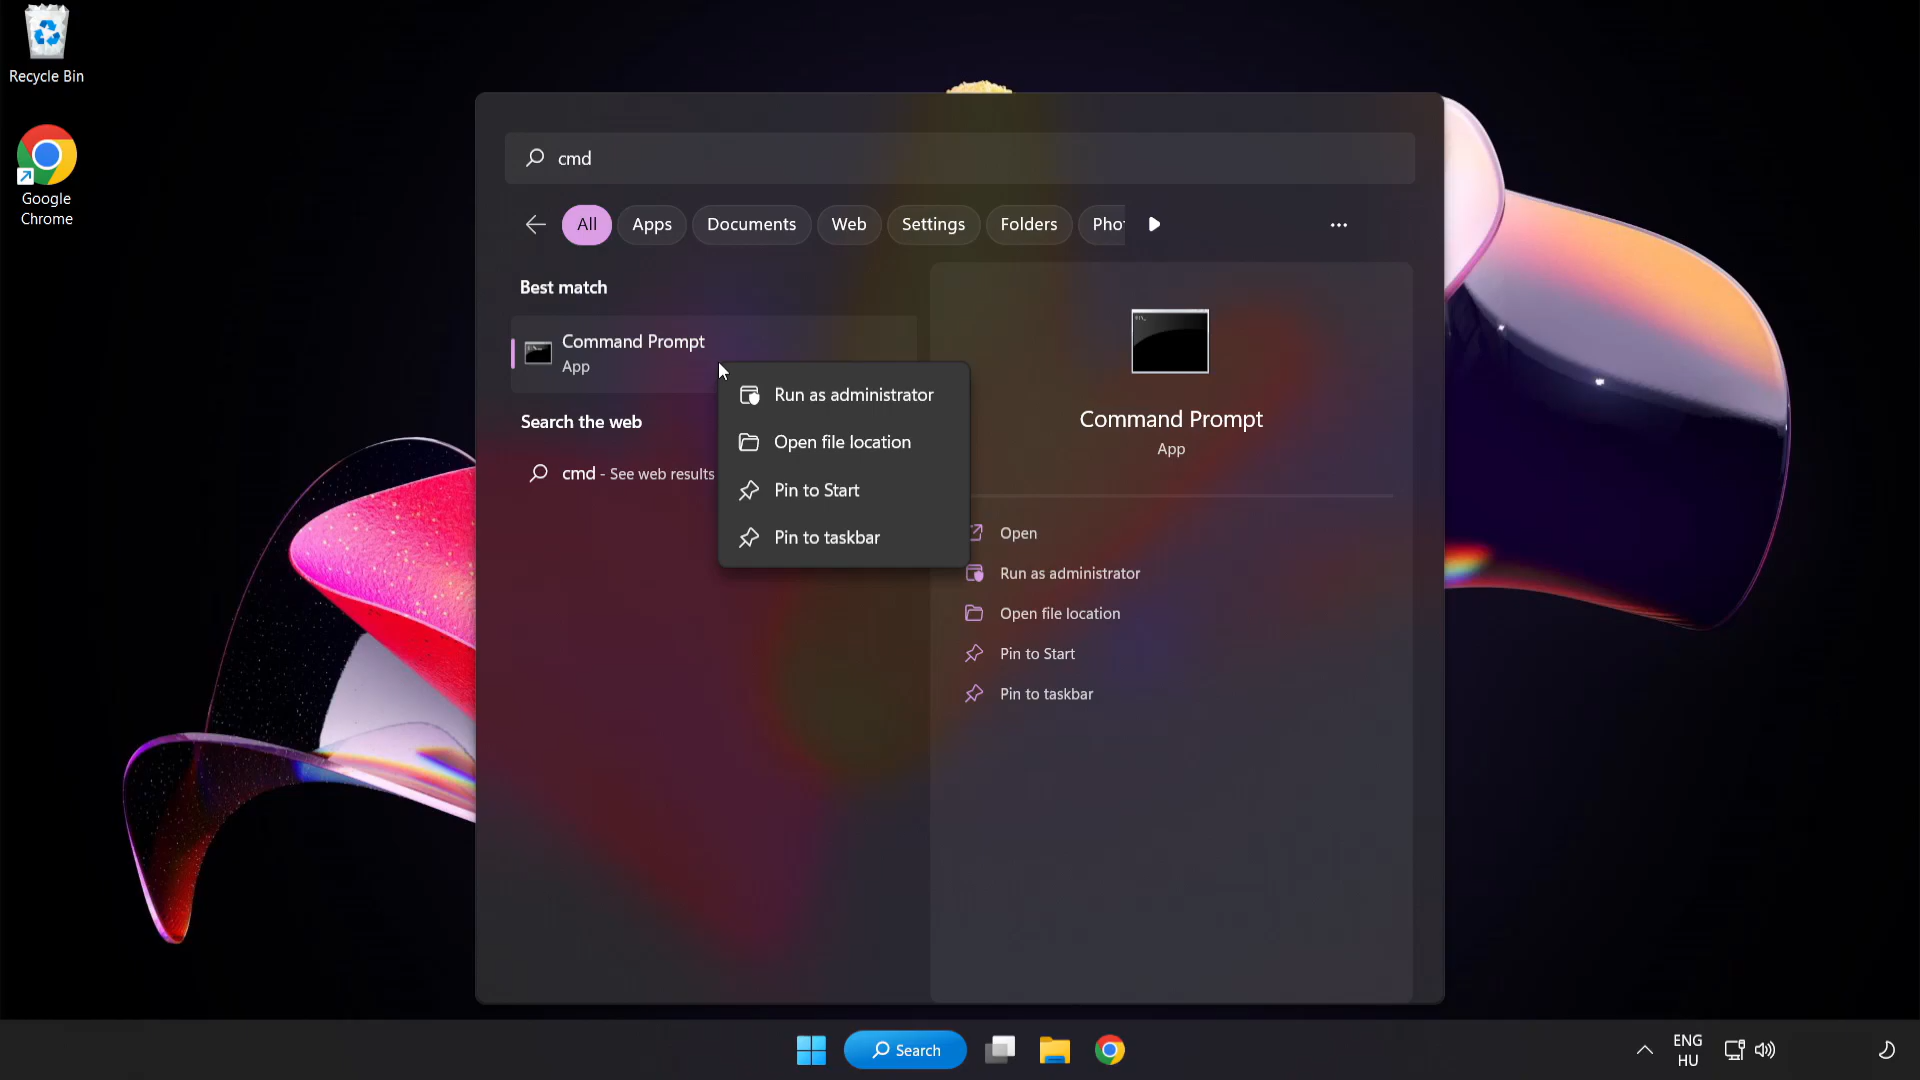 Recycle Bin
Google
Chrome
cmd
All
Apps
Documents
Web
Settings
Folders
Pho
Best match
Command Prompt
App
Search the web
cmd - See web results
Run as administrator
Open file location
Pin to Start
Pin to taskbar
Command Prompt
App
Open
Run as administrator
Open file location
Pin to Start
Pin to taskbar
Search
ENG
HU